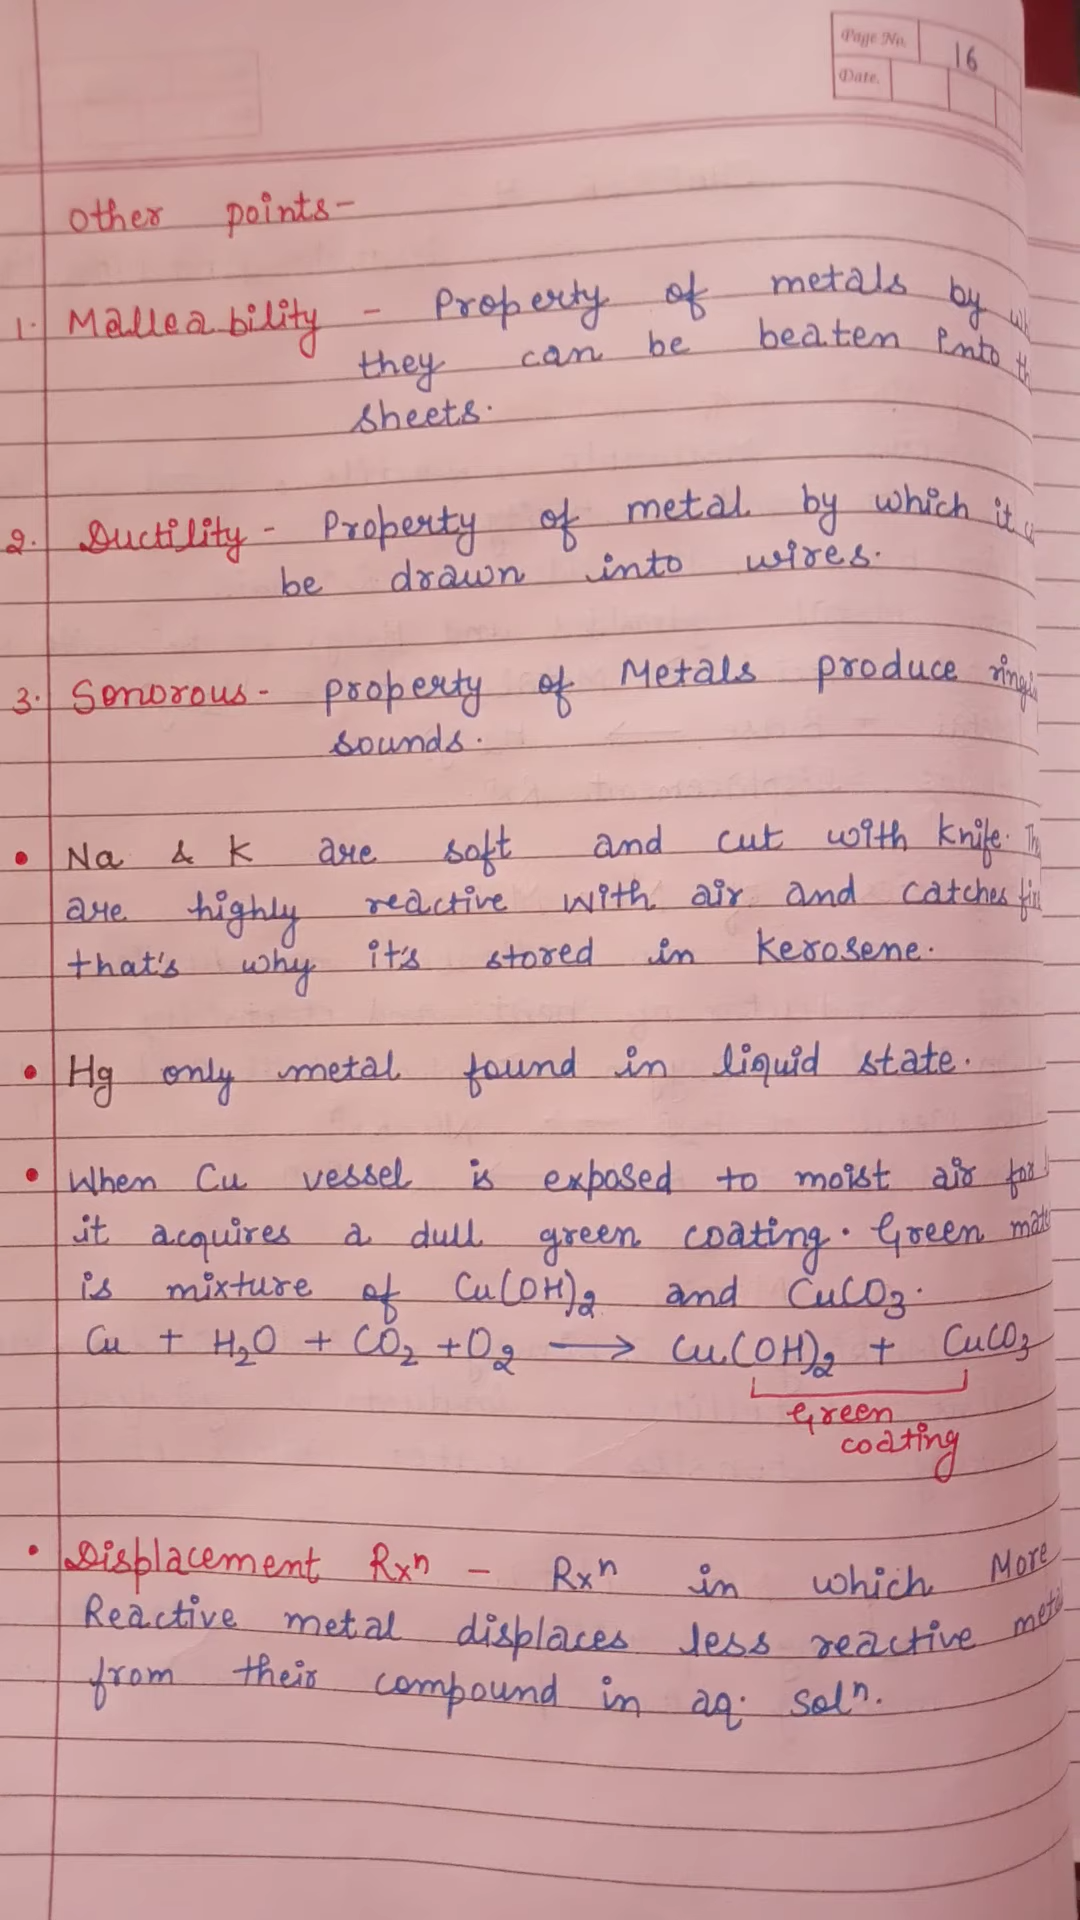 Page No. 16
Date.
Other points-
1. Malleability - Property of metals by
they can be beaten into
sheets.
2. Ductility - Property of metal by which it
be drawn into wires.
3. Sonorous - property of Metals produce
sounds.
• Na & K are soft and cut with knife.
are highly reactive with air and catches
that's why it's stored in kerosene.
• Hg only metal found in liquid state.
• When Cu vessel is exposed to moist air for
it acquires a dull green coating. Green
is mixture of Cu(OH)₂ and CuCO₃.
Cu + H₂O + CO₂ + O₂ → Cu(OH)₂ + CuCO₃
Green
coating
• Displacement Rxⁿ - Rxⁿ in which More
Reactive metal displaces less reactive
from their compound in aq. Solⁿ.